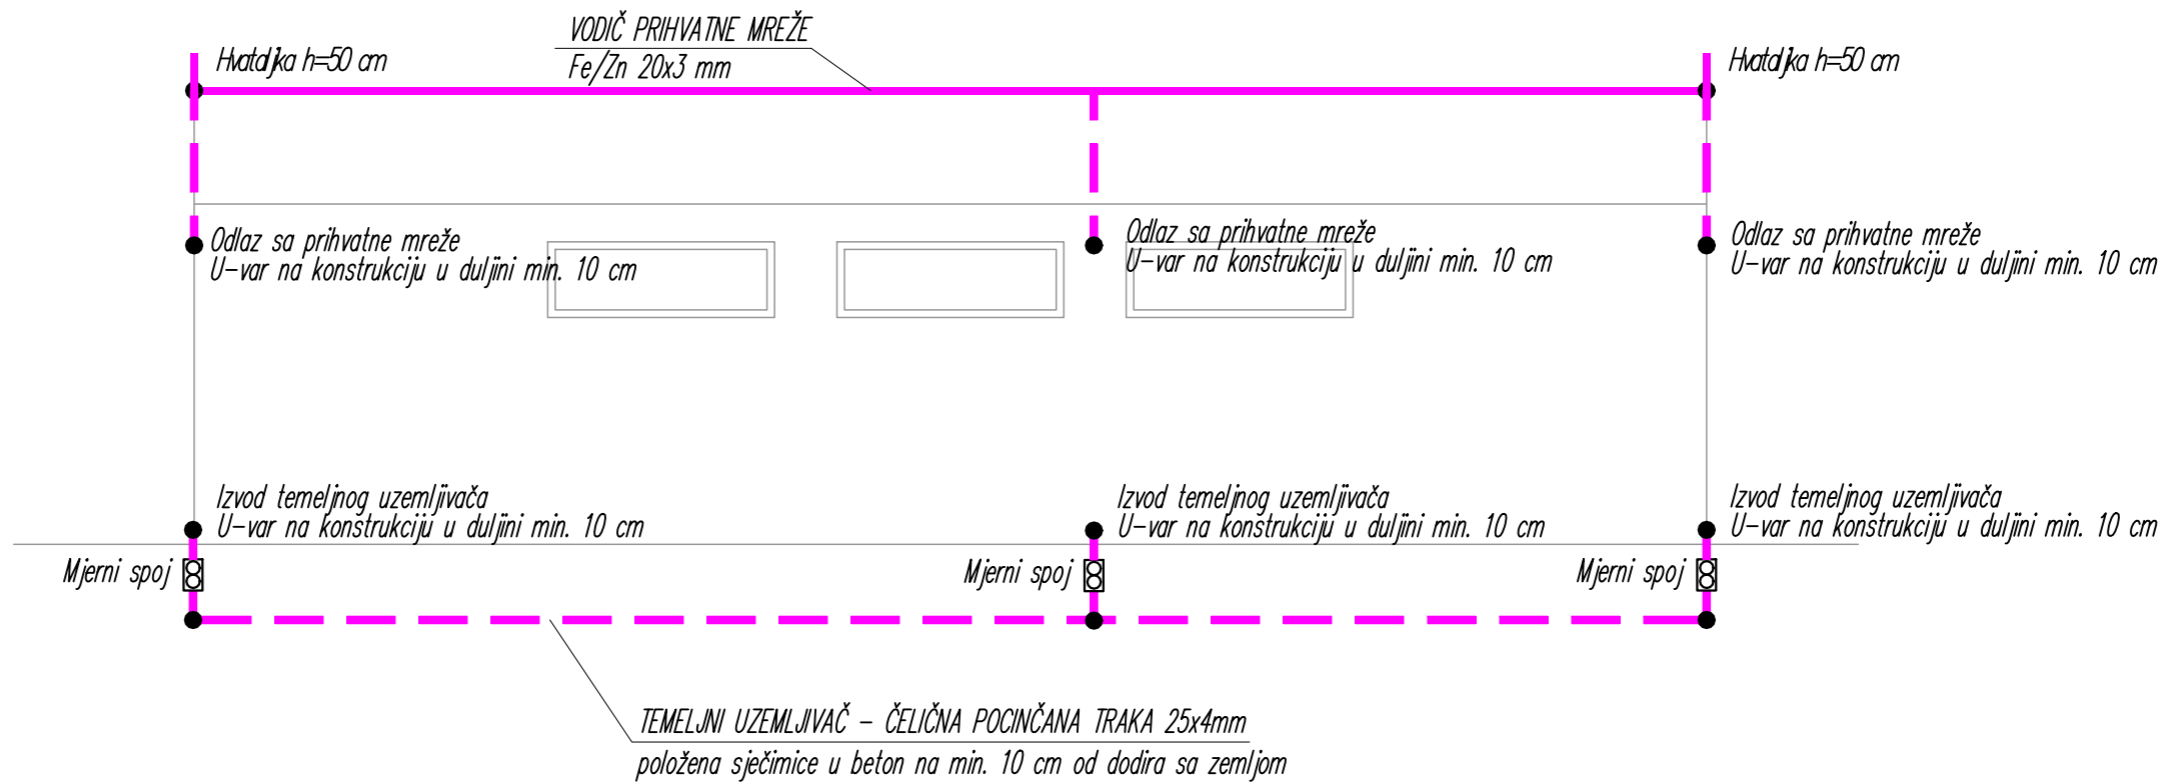 VODIČ PRIHVATNE MREŽE
Fe/Zn 20x3 mm
Hvataljka h=50 cm
Hvataljka h=50 cm
Odlaz sa prihvatne mreže
U-var na konstrukciju u duljini min. 10 cm
Odlaz sa prihvatne mreže
U-var na konstrukciju u duljini min. 10 cm
Odlaz sa prihvatne mreže
U-var na konstrukciju u duljini min. 10 cm
Izvod temeljnog uzemljivača
U-var na konstrukciju u duljini min. 10 cm
Izvod temeljnog uzemljivača
U-var na konstrukciju u duljini min. 10 cm
Izvod temeljnog uzemljivača
U-var na konstrukciju u duljini min. 10 cm
Mjerni spoj
Mjerni spoj
Mjerni spoj
TEMELJNI UZEMLJIVAČ - ČELIČNA POCINČANA TRAKA 25x4mm
položena sječimice u beton na min. 10 cm od dodira sa zemljom